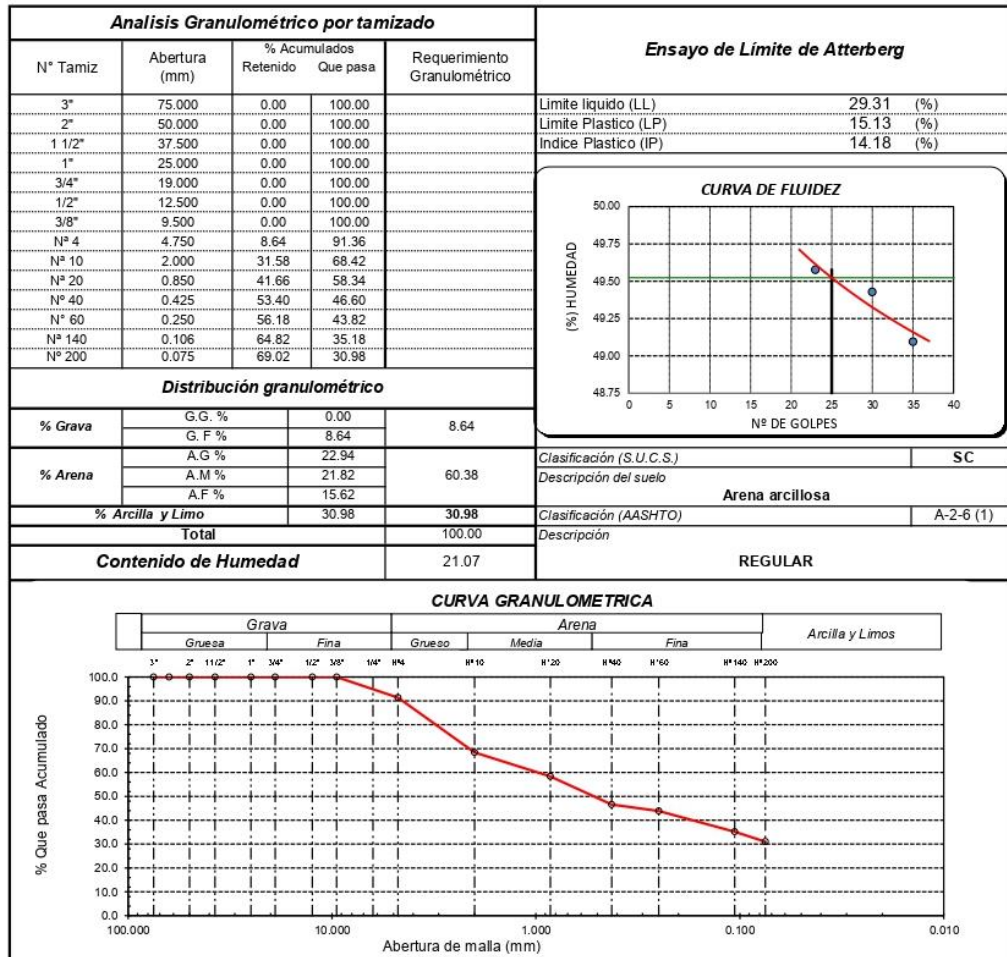 Analisis Granulométrico por tamizado
N° Tamiz Abertura (mm) % Acumulados Retenido Que pasa Requerimiento Granulométrico
3" 75.000 0.00 100.00
2" 50.000 0.00 100.00
1 1/2" 37.500 0.00 100.00
1" 25.000 0.00 100.00
3/4" 19.000 0.00 100.00
1/2" 12.500 0.00 100.00
3/8" 9.500 0.00 100.00
Nª 4 4.750 8.64 91.36
Nª 10 2.000 31.58 68.42
Nª 20 0.850 41.66 58.34
Nº 40 0.425 53.40 46.60
N° 60 0.250 56.18 43.82
Nª 140 0.106 64.82 35.18
Nº 200 0.075 69.02 30.98
Distribución granulométrico
% Grava G.G. % 0.00 8.64
G. F % 8.64
% Arena A.G % 22.94 60.38
A.M % 21.82
A.F % 15.62
% Arcilla y Limo 30.98 30.98
Total 100.00
Contenido de Humedad 21.07
Ensayo de Límite de Atterberg
Limite liquido (LL) 29.31 (%)
Limite Plastico (LP) 15.13 (%)
Indice Plastico (IP) 14.18 (%)
CURVA DE FLUIDEZ
(%) HUMEDAD
50.00
49.75
49.50
49.25
49.00
48.75
0 5 10 15 20 25 30 35 40
Nº DE GOLPES
Clasificación (S.U.C.S.) SC
Descripción del suelo
Arena arcillosa
Clasificación (AASHTO) A-2-6 (1)
Descripción
REGULAR
CURVA GRANULOMETRICA
Grava Arena Arcilla y Limos
Gruesa Fina Grueso Media Fina
3" 2" 11/2" 1" 3/4" 1/2" 3/8" 1/4" Nº4 Nº10 Nº20 Nº40 Nº60 Nº140 Nº200
% Que pasa Acumulado
100.0
90.0
80.0
70.0
60.0
50.0
40.0
30.0
20.0
10.0
0.0
100.000 10.000 1.000 0.100 0.010
Abertura de malla (mm)